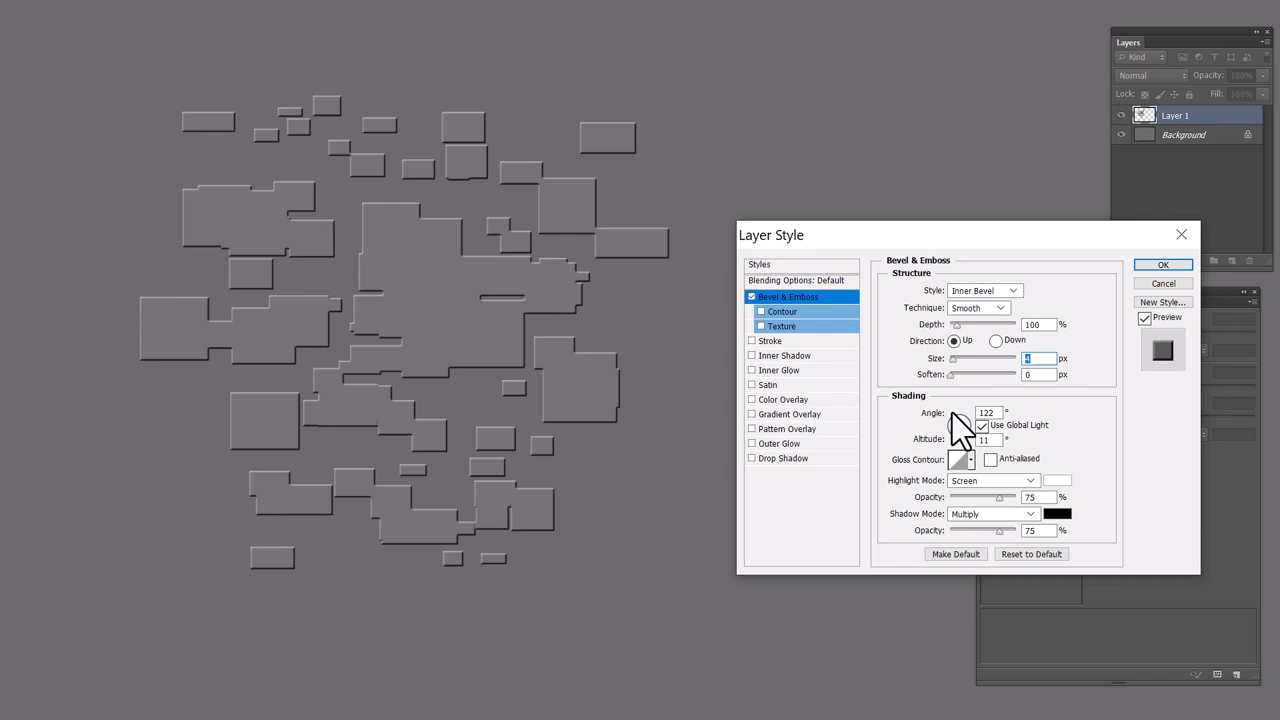 Layers
Kind
Normal Opacity: 100%
Lock: Fill: 100%
Layer 1
Background
Layer Style
Styles
Blending Options: Default
Bevel & Emboss
Contour
Texture
Stroke
Inner Shadow
Inner Glow
Satin
Color Overlay
Gradient Overlay
Pattern Overlay
Outer Glow
Drop Shadow
Bevel & Emboss
Structure
Style: Inner Bevel
Technique: Smooth
Depth: 100 %
Direction: Up Down
Size: 4 px
Soften: 0 px
Shading
Angle: 122 °
Use Global Light
Altitude: 11 °
Gloss Contour: Anti-aliased
Highlight Mode: Screen
Opacity: 75 %
Shadow Mode: Multiply
Opacity: 75 %
Make Default Reset to Default
OK
Cancel
New Style...
Preview